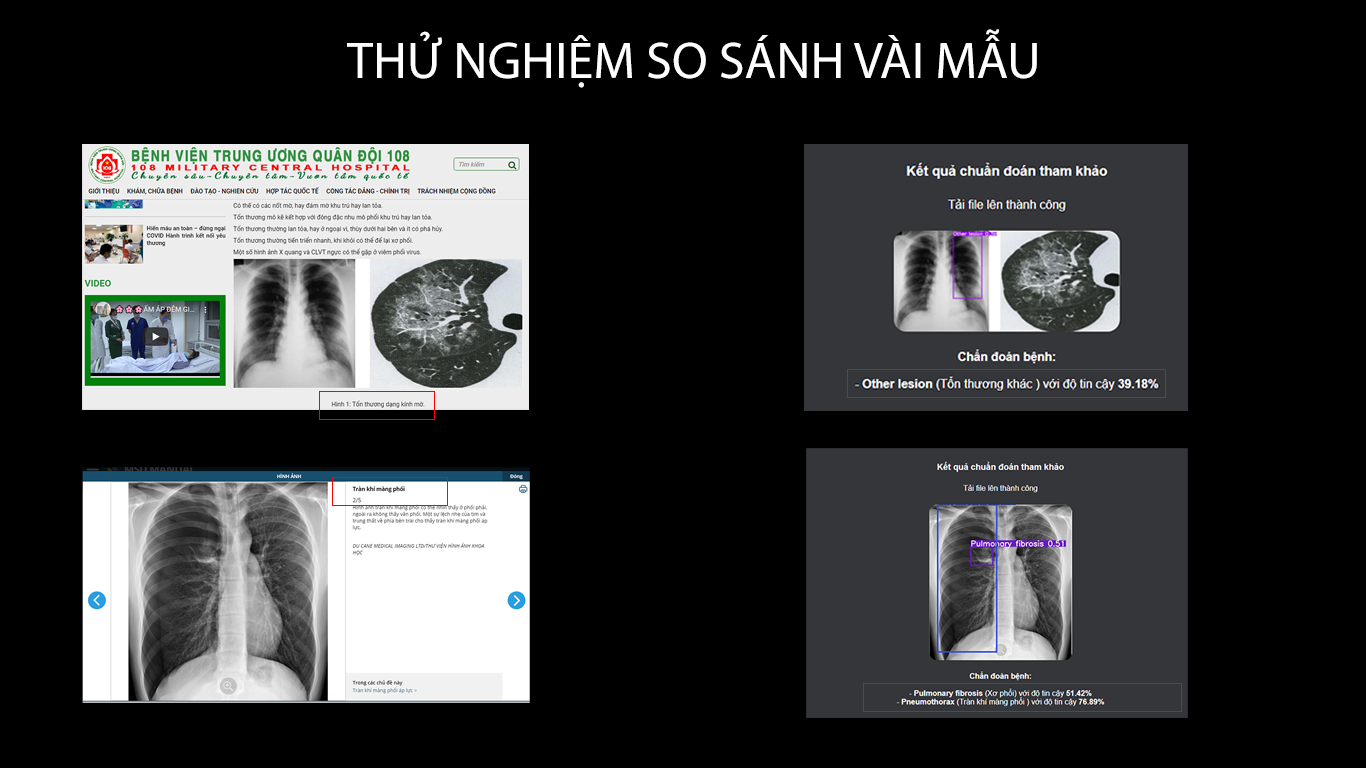 THỬ NGHIỆM SO SÁNH VÀI MẪU
BỆNH VIỆN TRUNG ƯƠNG QUÂN ĐỘI 108
108 MILITARY CENTRAL HOSPITAL
Chuyên sâu-Chuyên tâm-Vươn tầm quốc tế
Tìm kiếm
GIỚI THIỆU KHÁM, CHỮA BỆNH ĐÀO TẠO - NGHIÊN CỨU HỢP TÁC QUỐC TẾ CÔNG TÁC ĐẢNG - CHÍNH TRỊ TRÁCH NHIỆM CỘNG ĐỒNG
Hiến máu an toàn – đừng ngại
COVID Hành trình kết nối yêu
thương
VIDEO
ẤM ÁP ĐÊM GI...
Có thể có các nốt mờ, hay đám mờ khu trú hay lan tỏa.
Tổn thương mô kẽ kết hợp với đông đặc nhu mô phổi khu trú hay lan tỏa.
Tổn thương thường lan tỏa, hay ở ngoại vi, thùy dưới hai bên và ít có phá hủy.
Tổn thương thường tiến triển nhanh, khi khỏi có thể để lại xơ phổi.
Một số hình ảnh X quang và CLVT ngực có thể gặp ở viêm phổi virus.
Hình 1: Tổn thương dạng kính mờ.
Kết quả chuẩn đoán tham khảo
Tải file lên thành công
Other lesion
Chẩn đoán bệnh:
- Other lesion (Tổn thương khác ) với độ tin cậy 39.18%
MSD MANUAL
HÌNH ẢNH
Đóng
Tràn khí màng phổi
2/5
Hình ảnh tràn khí màng phổi có thể nhìn thấy ở phổi phải,
ngoài ra không thấy vân phổi. Một sự lệch nhẹ của tim và
trung thất về phía bên trái cho thấy tràn khí màng phổi áp
lực.
DU CANE MEDICAL IMAGING LTD/THƯ VIỆN HÌNH ẢNH KHOA
HỌC
Trong các chủ đề này
Tràn khí màng phổi áp lực >
Kết quả chuẩn đoán tham khảo
Tải file lên thành công
Pulmonary fibrosis 0.51
Chẩn đoán bệnh:
- Pulmonary fibrosis (Xơ phổi) với độ tin cậy 51.42%
- Pneumothorax (Tràn khí màng phổi ) với độ tin cậy 76.89%